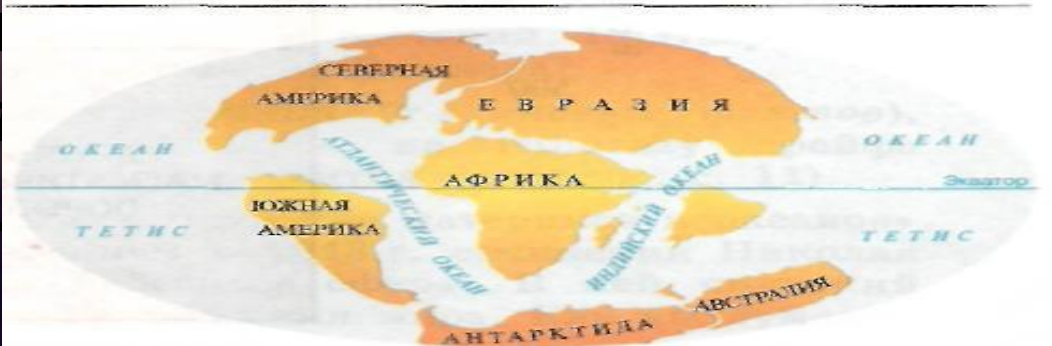 СЕВЕРНАЯ
АМЕРИКА
ЕВРАЗИЯ
ОКЕАН
АТЛАНТИЧЕСКИЙ ОКЕАН
ИНДИЙСКИЙ ОКЕАН
ОКЕАН
АФРИКА
Экватор
ЮЖНАЯ
АМЕРИКА
ТЕТИС
ТЕТИС
АВСТРАЛИЯ
АНТАРКТИДА